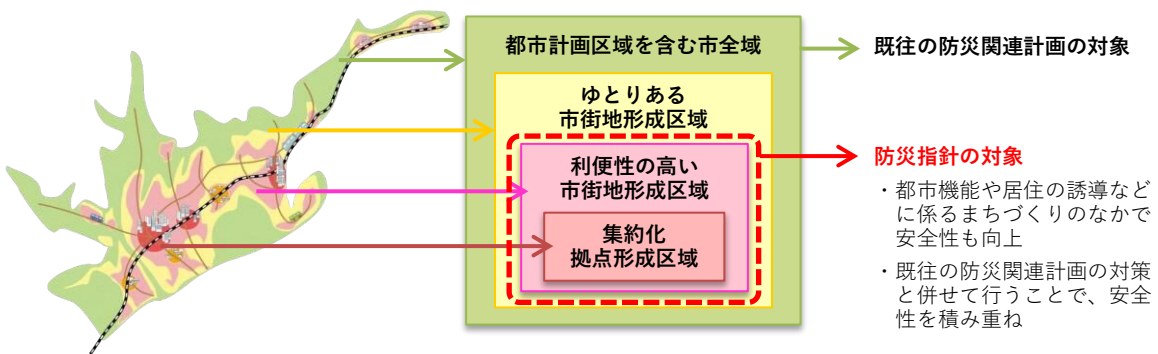 都市計画区域を含む市全域
既往の防災関連計画の対象
ゆとりある
市街地形成区域
利便性の高い
市街地形成区域
集約化
拠点形成区域
防災指針の対象
・都市機能や居住の誘導など
に係るまちづくりのなかで
安全性も向上
・既往の防災関連計画の対策
と併せて行うことで、安全
性を積み重ね